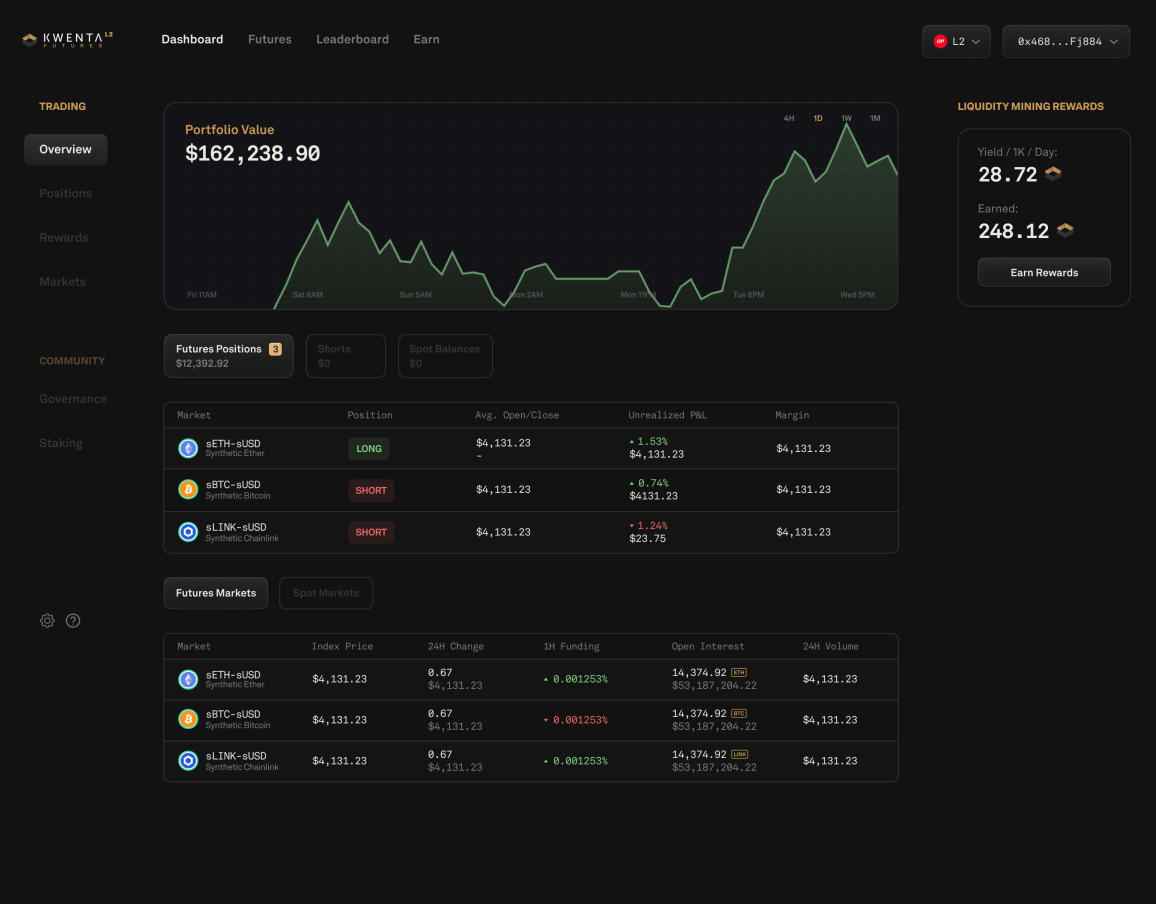 KWENTA L2
FUTURES
Dashboard Futures Leaderboard Earn
OP L2
0x468...Fj884
TRADING
Overview
Positions
Rewards
Markets
COMMUNITY
Governance
Staking
Portfolio Value
$162,238.90
4H 1D 1W 1M
Fri 11AM Sat 8AM Sun 5AM Mon 2AM Mon 11PM Tue 8PM Wed 5PM
LIQUIDITY MINING REWARDS
Yield / 1K / Day:
28.72
Earned:
248.12
Earn Rewards
Futures Positions 3
$12,392.92
Shorts
$0
Spot Balances
$0
Market Position Avg. Open/Close Unrealized P&L Margin
sETH-sUSD
Synthetic Ether
LONG
$4,131.23
-
1.53%
$4,131.23
$4,131.23
sBTC-sUSD
Synthetic Bitcoin
SHORT
$4,131.23
0.74%
$4131.23
$4,131.23
sLINK-sUSD
Synthetic Chainlink
SHORT
$4,131.23
1.24%
$23.75
$4,131.23
Futures Markets
Spot Markets
Market Index Price 24H Change 1H Funding Open Interest 24H Volume
sETH-sUSD
Synthetic Ether
$4,131.23
0.67
$4,131.23
0.001253%
14,374.92 ETH
$53,187,204.22
$4,131.23
sBTC-sUSD
Synthetic Bitcoin
$4,131.23
0.67
$4,131.23
0.001253%
14,374.92 BTC
$53,187,204.22
$4,131.23
sLINK-sUSD
Synthetic Chainlink
$4,131.23
0.67
$4,131.23
0.001253%
14,374.92 LINK
$53,187,204.22
$4,131.23